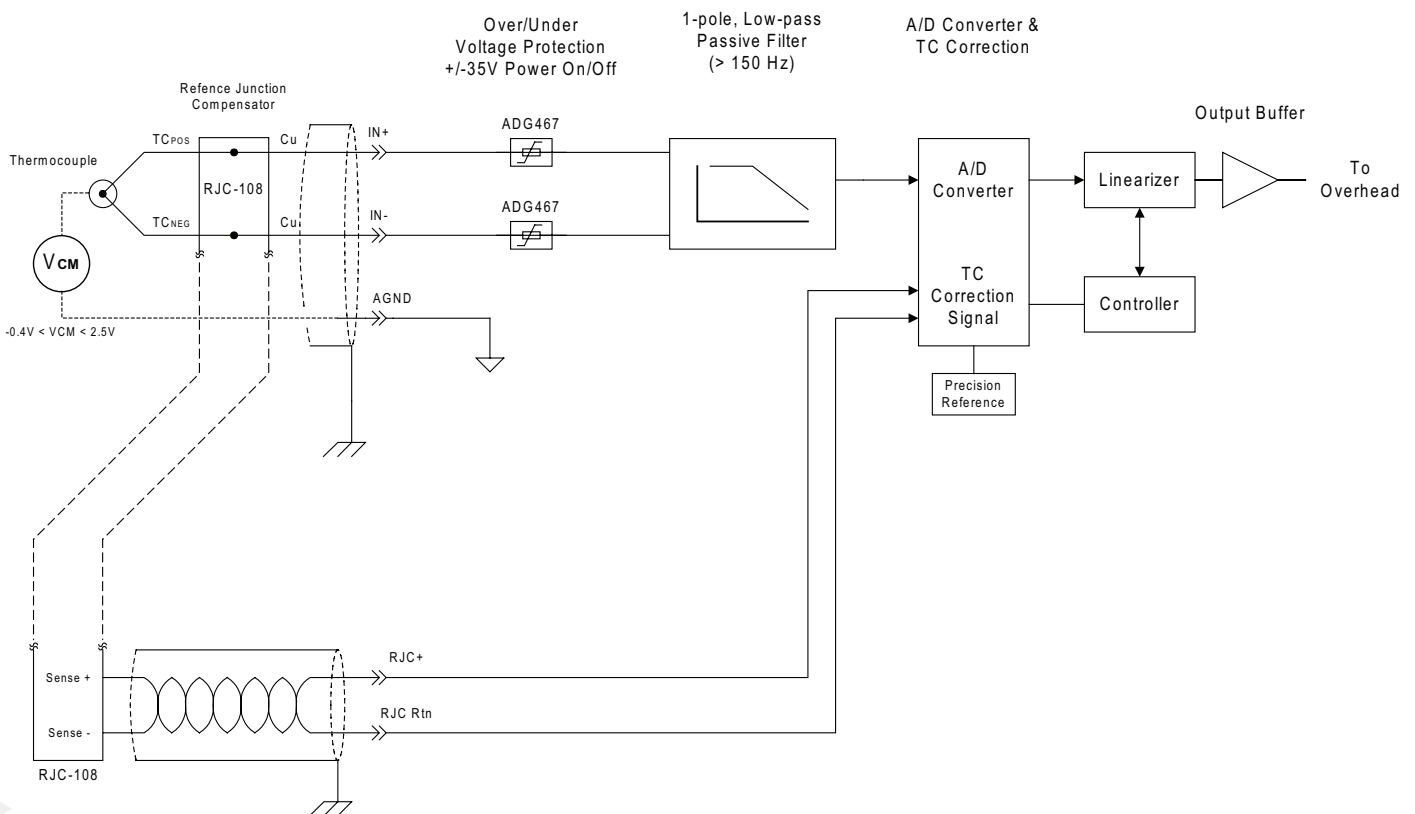 Over/Under
Voltage Protection
+/-35V Power On/Off
1-pole, Low-pass
Passive Filter
(> 150 Hz)
A/D Converter &
TC Correction
Refence Junction
Compensator
Output Buffer
Thermocouple
TCPOS
Cu
IN+
ADG467
RJC-108
A/D
Converter
Linearizer
To
Overhead
TCNEG
Cu
IN-
ADG467
VCM
TC
Correction
Signal
Controller
AGND
-0.4V < VCM < 2.5V
Precision
Reference
Sense +
RJC+
Sense -
RJC Rtn
RJC-108